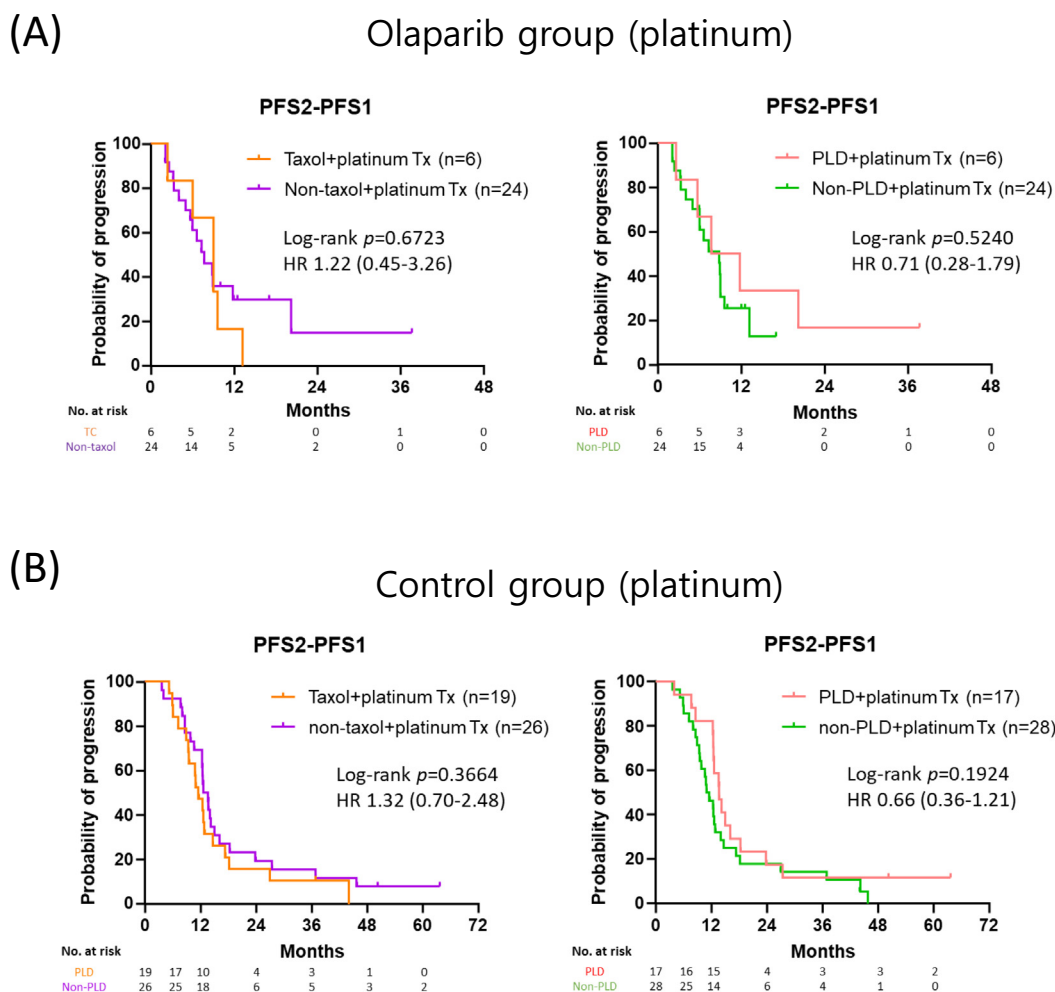 (A)
Olaparib group (platinum)
PFS2-PFS1
Probability of progression
100
80
60
40
20
0
Taxol+platinum Tx (n=6)
Non-taxol+platinum Tx (n=24)
Log-rank p=0.6723
HR 1.22 (0.45-3.26)
0 12 24 36 48
Months
No. at risk
TC 6 5 2 0 1 0
Non-taxol 24 14 5 2 0 0
PFS2-PFS1
Probability of progression
100
80
60
40
20
0
PLD+platinum Tx (n=6)
Non-PLD+platinum Tx (n=24)
Log-rank p=0.5240
HR 0.71 (0.28-1.79)
0 12 24 36 48
Months
No. at risk
PLD 6 5 3 2 1 0
Non-PLD 24 15 4 0 0 0
(B)
Control group (platinum)
PFS2-PFS1
Probability of progression
100
80
60
40
20
0
Taxol+platinum Tx (n=19)
non-taxol+platinum Tx (n=26)
Log-rank p=0.3664
HR 1.32 (0.70-2.48)
0 12 24 36 48 60 72
Months
No. at risk
PLD 19 17 10 4 3 1 0
Non-PLD 26 25 18 6 5 3 2
PFS2-PFS1
Probability of progression
100
80
60
40
20
0
PLD+platinum Tx (n=17)
non-PLD+platinum Tx (n=28)
Log-rank p=0.1924
HR 0.66 (0.36-1.21)
0 12 24 36 48 60 72
Months
No. at risk
PLD 17 16 15 4 3 3 2
Non-PLD 28 25 14 6 4 1 0